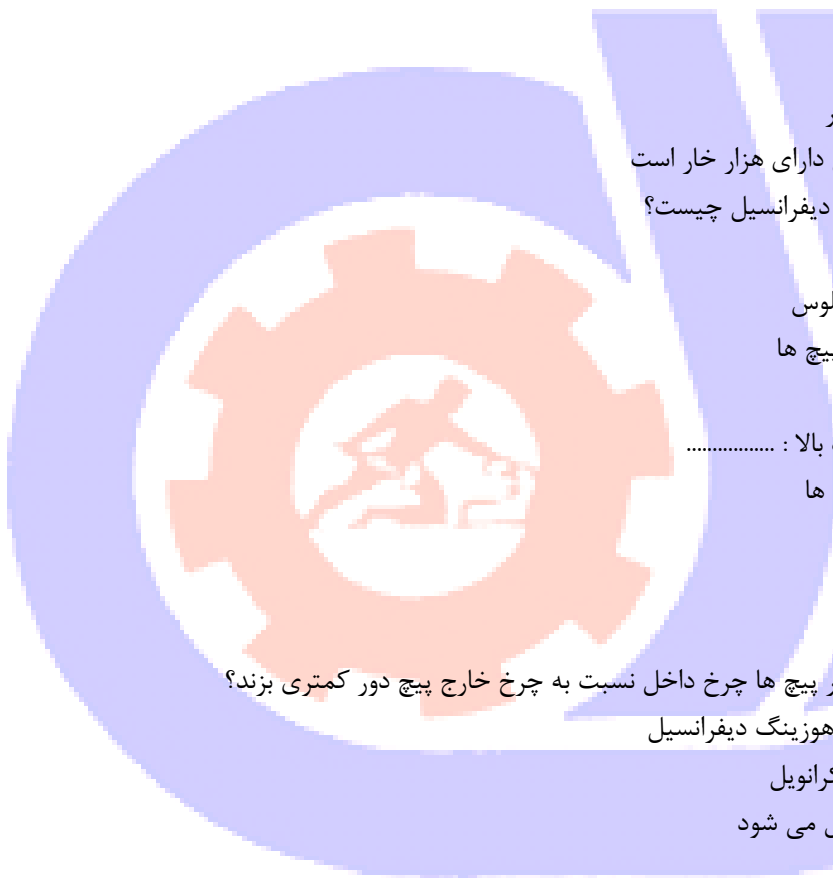 ر
دارای هزار خار است
دیفرانسیل چیست؟
لوس
پیچ ها
بالا : .................
ها
ر پیچ ها چرخ داخل نسبت به چرخ خارج پیچ دور کمتری بزند؟
هوزینگ دیفرانسیل
کرانویل
می شود